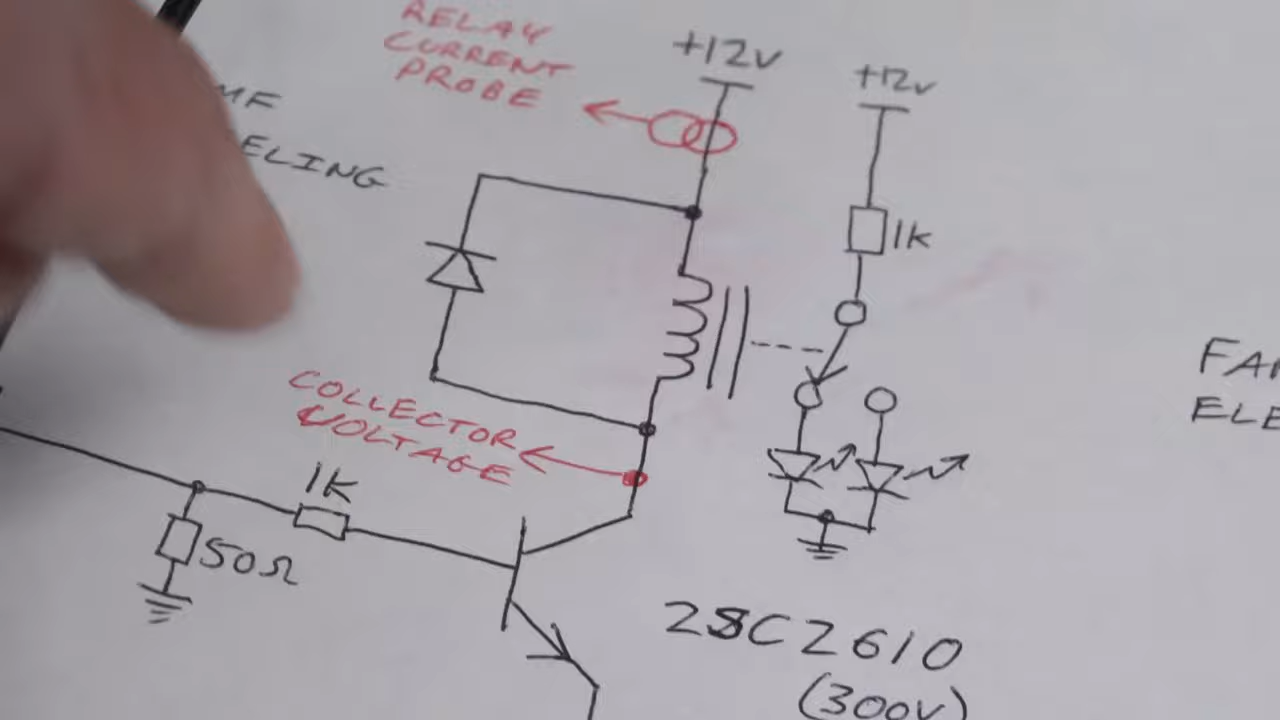 RELAY
CURRENT
PROBE
+12V
+12V
1K
COLLECTOR
VOLTAGE
1K
50Ω
2SC2610
(300V)